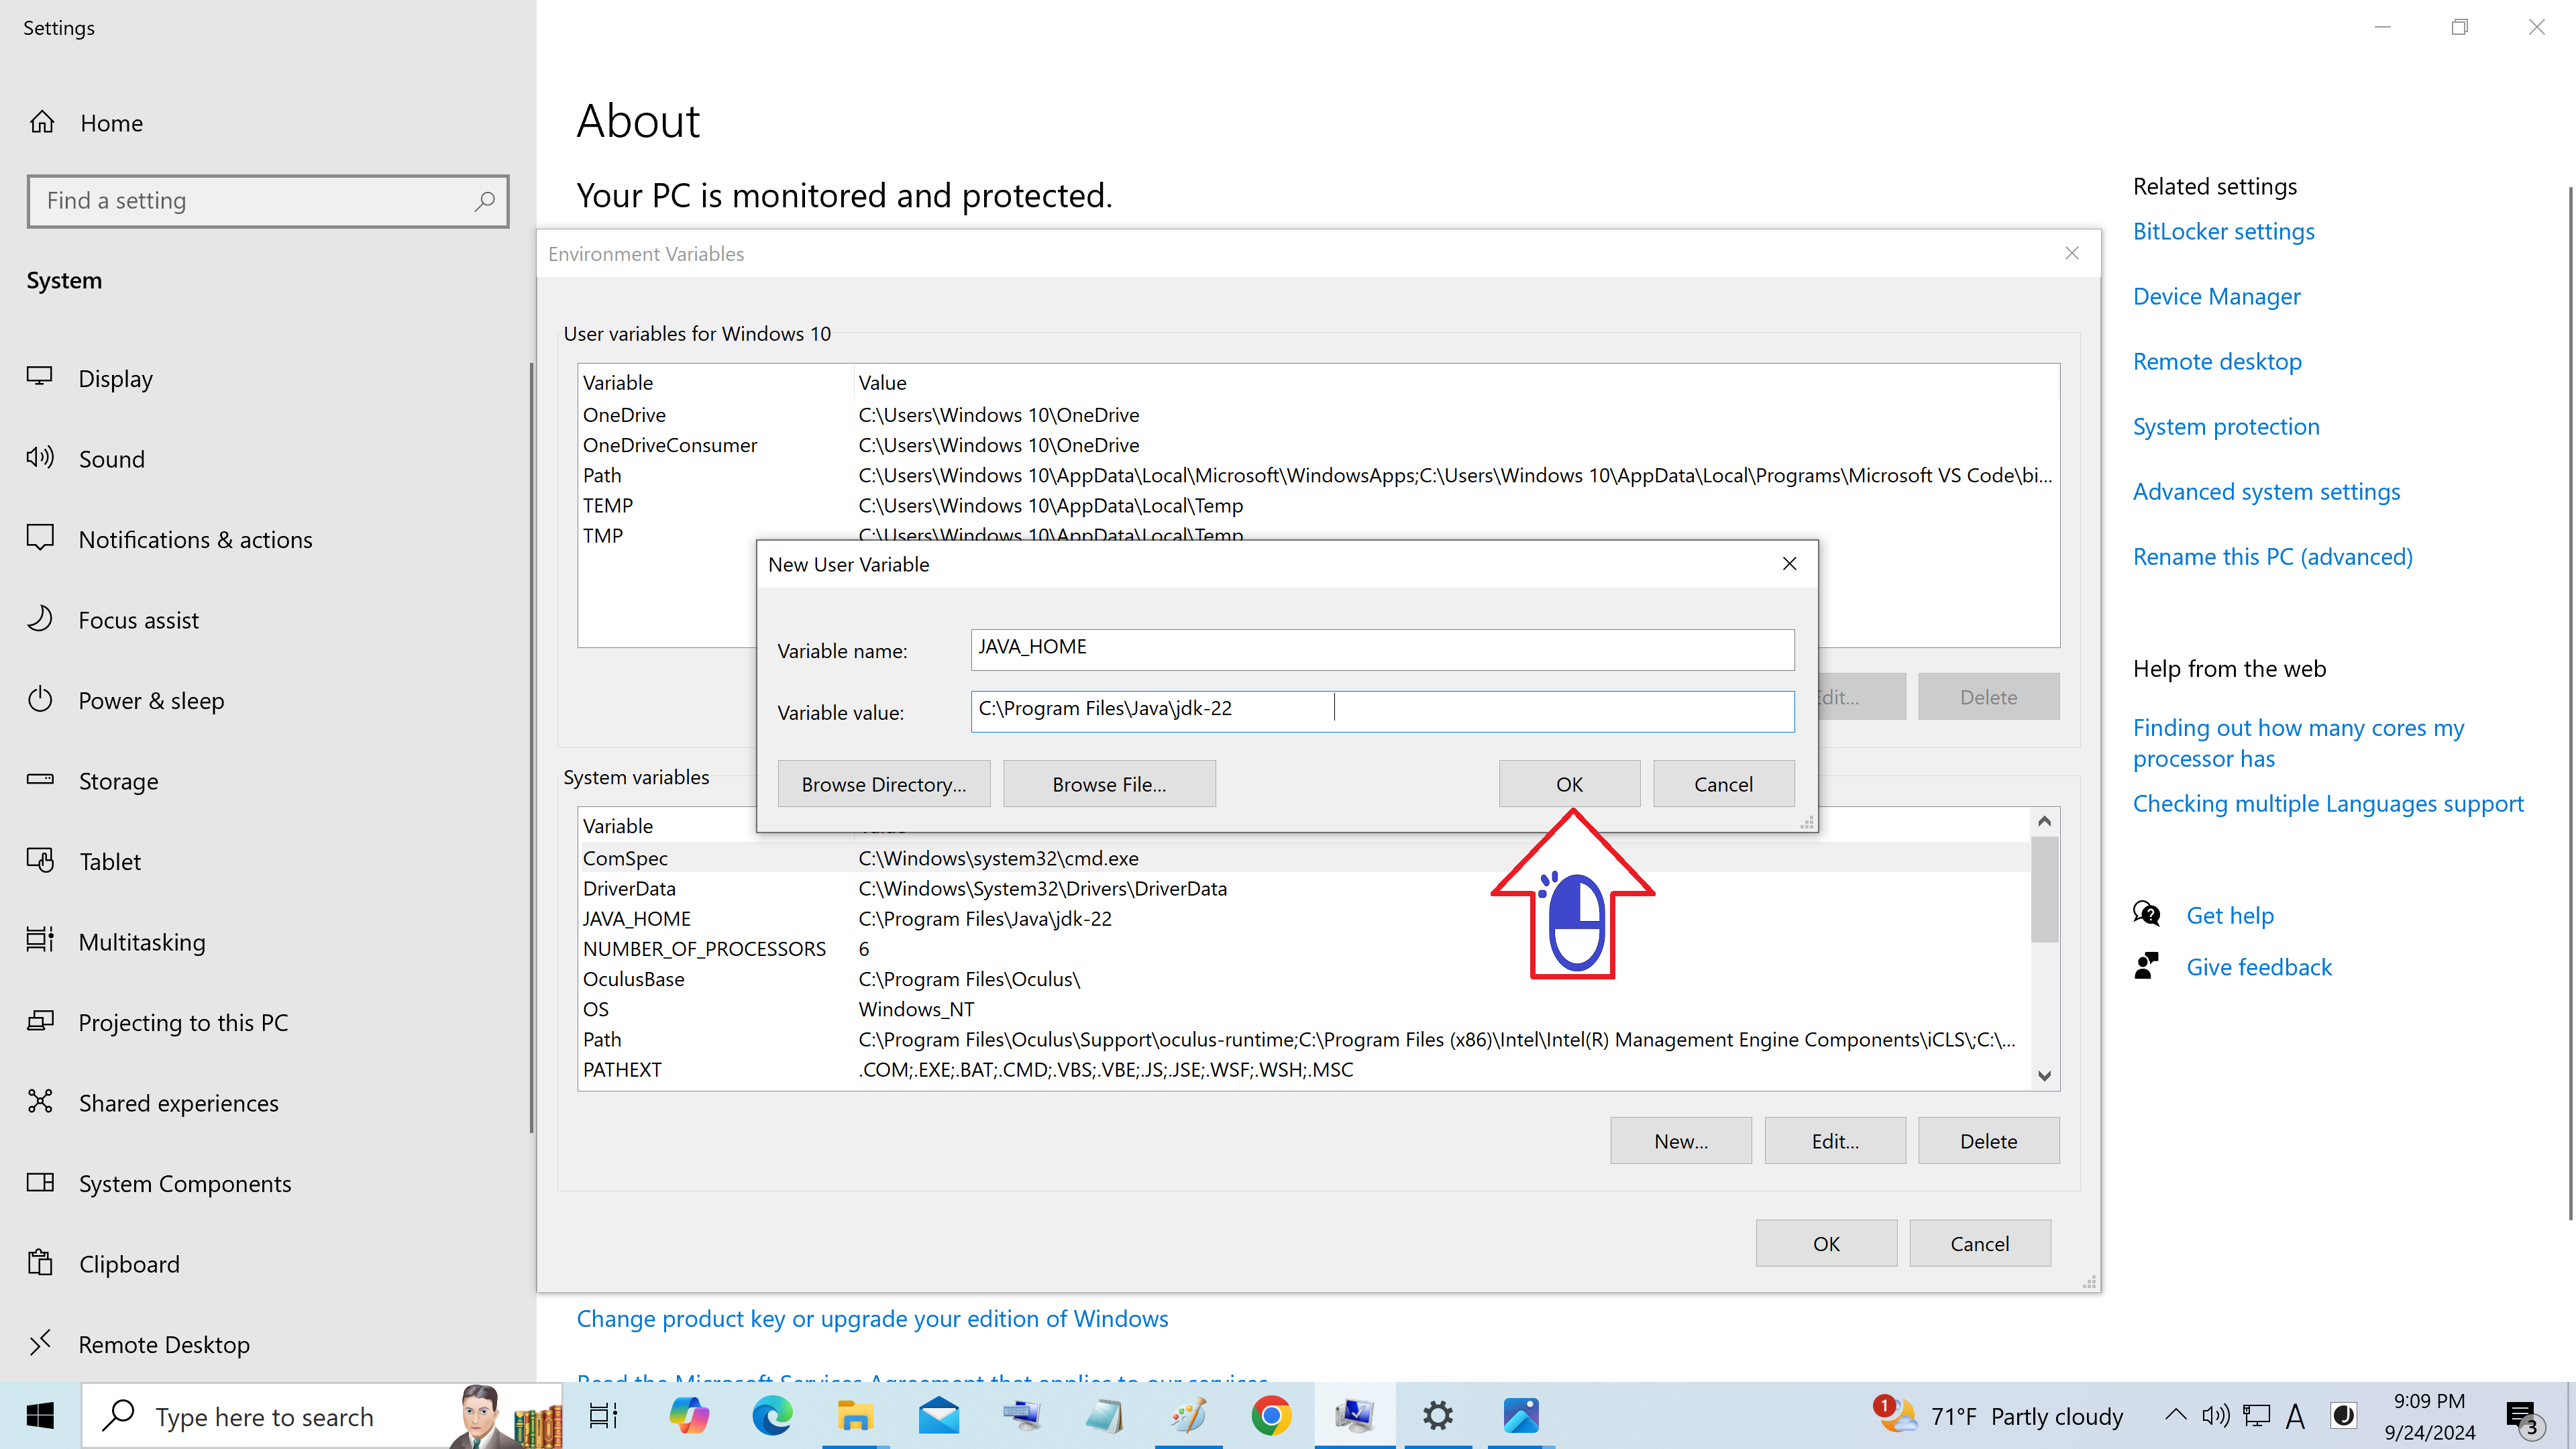 Settings
Home
Find a setting
System
Display
Sound
Notifications & actions
Focus assist
Power & sleep
Storage
Tablet
Multitasking
Projecting to this PC
Shared experiences
System Components
Clipboard
Remote Desktop
About
Your PC is monitored and protected.
Environment Variables
User variables for Windows 10
Variable Value
OneDrive C:\Users\Windows 10\OneDrive
OneDriveConsumer C:\Users\Windows 10\OneDrive
Path C:\Users\Windows 10\AppData\Local\Microsoft\WindowsApps;C:\Users\Windows 10\AppData\Local\Programs\Microsoft VS Code\bi...
TEMP C:\Users\Windows 10\AppData\Local\Temp
TMP C:\Users\Windows 10\AppData\Local\Temp
New User Variable
Variable name: JAVA_HOME
Variable value: C:\Program Files\Java\jdk-22
Browse Directory... Browse File... OK Cancel
Edit... Delete
System variables
Variable
ComSpec C:\Windows\system32\cmd.exe
DriverData C:\Windows\System32\Drivers\DriverData
JAVA_HOME C:\Program Files\Java\jdk-22
NUMBER_OF_PROCESSORS 6
OculusBase C:\Program Files\Oculus\
OS Windows_NT
Path C:\Program Files\Oculus\Support\oculus-runtime;C:\Program Files (x86)\Intel\Intel(R) Management Engine Components\iCLS\;C:\...
PATHEXT .COM;.EXE;.BAT;.CMD;.VBS;.VBE;.JS;.JSE;.WSF;.WSH;.MSC
New... Edit... Delete
OK Cancel
Change product key or upgrade your edition of Windows
Read the Microsoft Services Agreement that applies to our services
Related settings
BitLocker settings
Device Manager
Remote desktop
System protection
Advanced system settings
Rename this PC (advanced)
Help from the web
Finding out how many cores my
processor has
Checking multiple Languages support
Get help
Give feedback
Type here to search
1 71°F Partly cloudy A
9:09 PM
9/24/2024
3